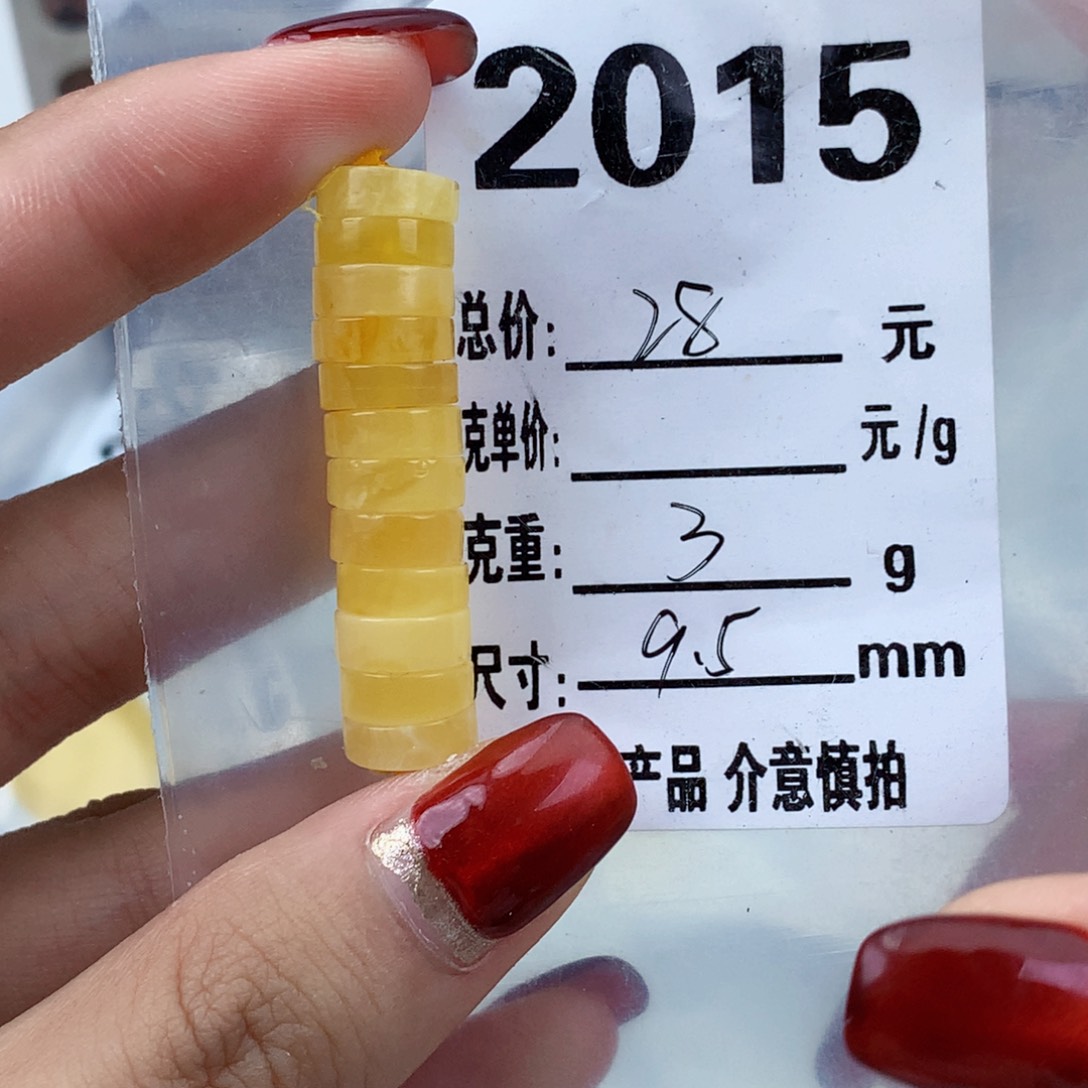 2015
总价: 28 元
克单价: 元/g
克重: 3 g
尺寸: 9.5 mm
产品 介意慎拍